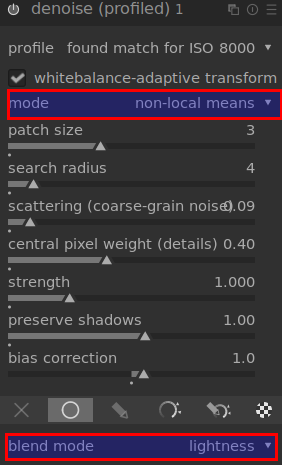 denoise (profiled) 1
profile found match for ISO 8000
whitebalance-adaptive transform
mode non-local means
patch size 3
search radius 4
scattering (coarse-grain noise) 0.09
central pixel weight (details) 0.40
strength 1.000
preserve shadows 1.00
bias correction 1.0
blend mode lightness